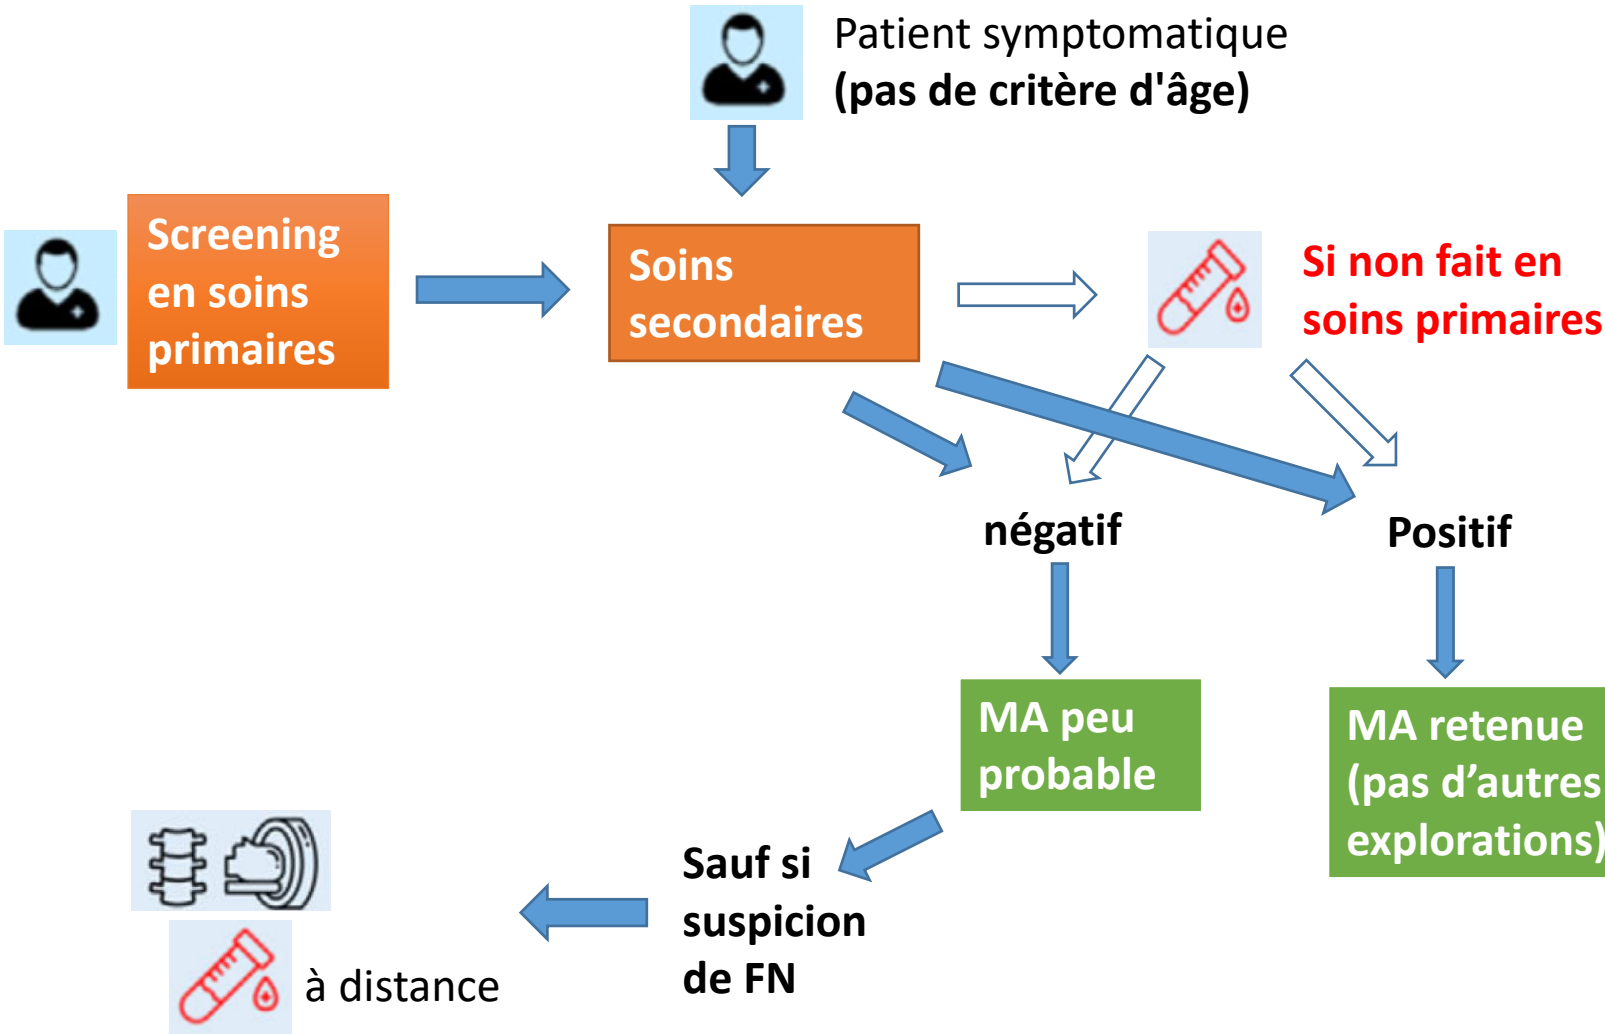 Patient symptomatique
(pas de critère d'âge)
Screening
en soins
primaires
Soins
secondaires
Si non fait en
soins primaires
négatif
Positif
MA peu
probable
MA retenue
(pas d’autres
explorations)
Sauf si
suspicion
de FN
à distance